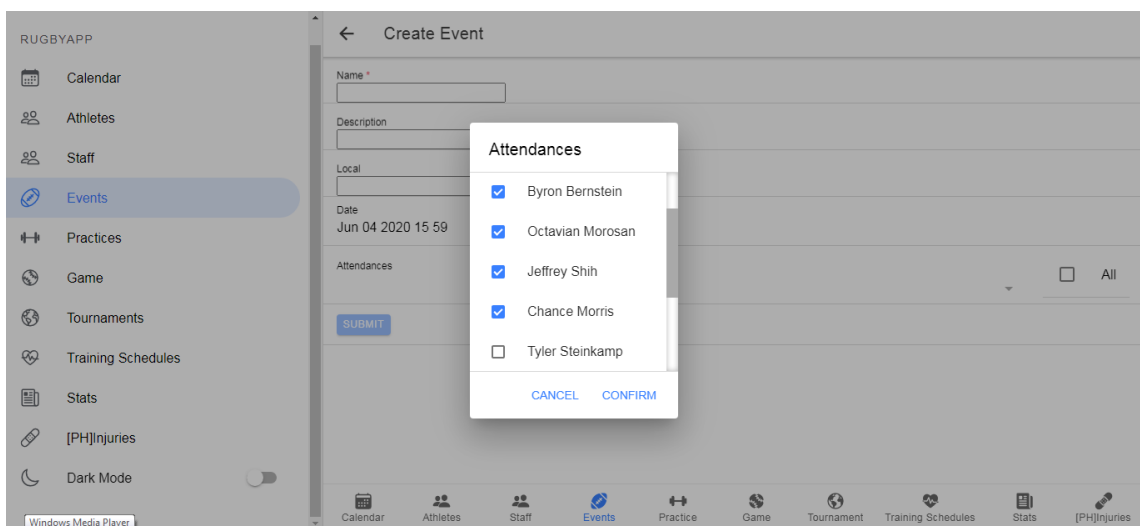 RUGBYAPP
Calendar
Athletes
Staff
Events
Practices
Game
Tournaments
Training Schedules
Stats
[PH]Injuries
Dark Mode
Windows Media Player
Create Event
Name *
Description
Local
Date
Jun 04 2020 15 59
Attendances
All
SUBMIT
Attendances
Byron Bernstein
Octavian Morosan
Jeffrey Shih
Chance Morris
Tyler Steinkamp
CANCEL CONFIRM
Calendar Athletes Staff Events Practice Game Tournament Training Schedules Stats [PH]Injuries